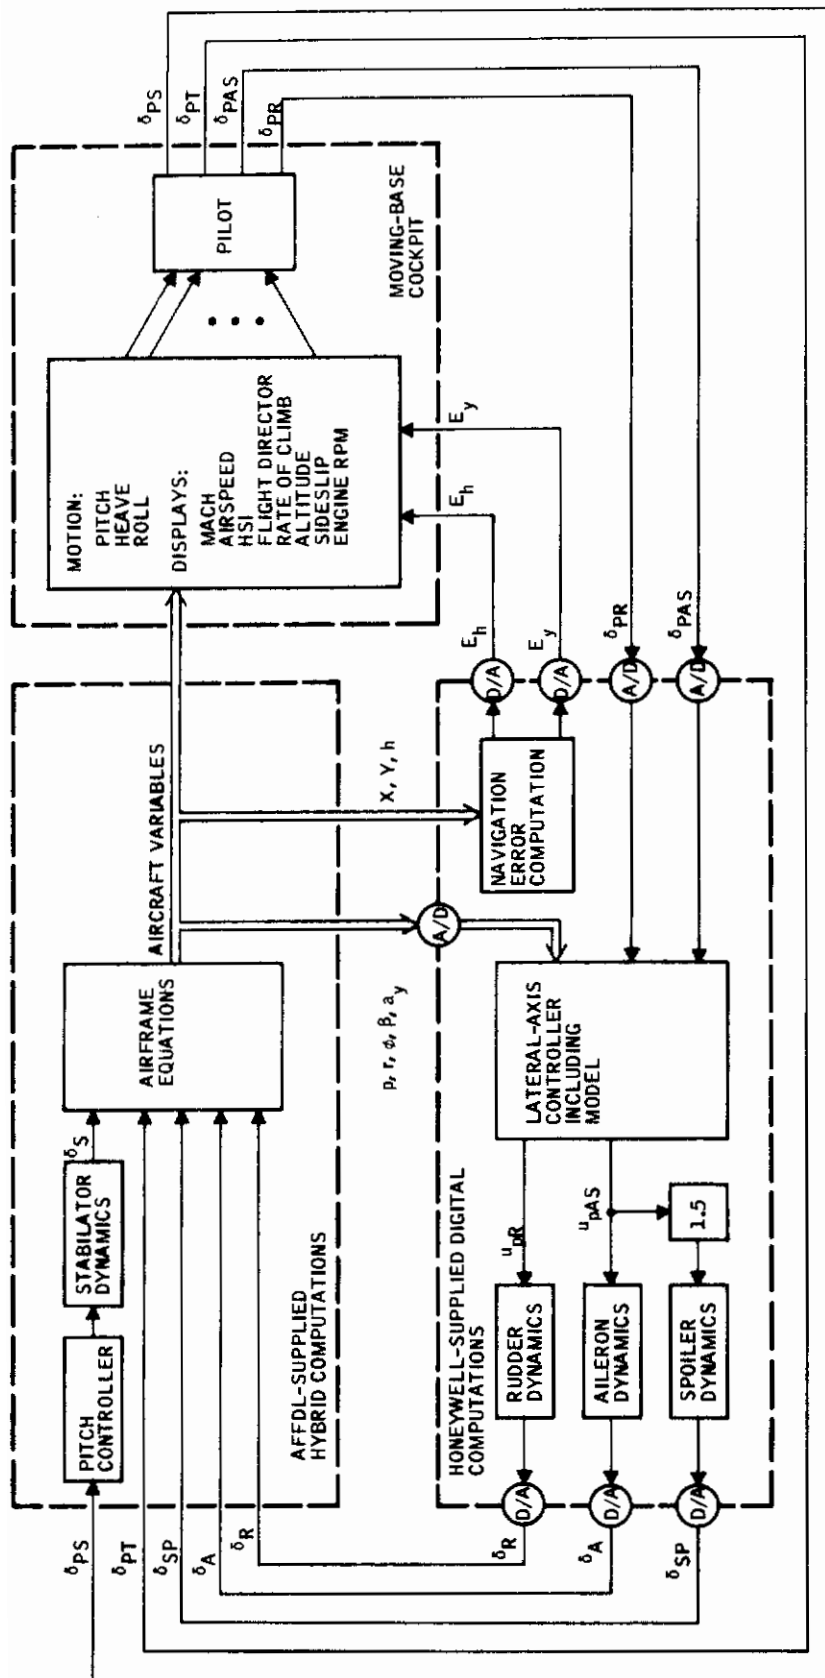 δPS
δPT
δSP
δA
δR
PITCH
CONTROLLER
STABILATOR
DYNAMICS
δS
AIRFRAME
EQUATIONS
AIRCRAFT VARIABLES
AFFDL-SUPPLIED
HYBRID COMPUTATIONS
MOTION:
PITCH
HEAVE
ROLL
DISPLAYS:
MACH
AIRSPEED
HSI
FLIGHT DIRECTOR
RATE OF CLIMB
ALTITUDE
SIDESLIP
ENGINE RPM
PILOT
MOVING-BASE
COCKPIT
δPS
δPT
δPAS
δPR
p, r, ϕ, β, ay
X, Y, h
Eh
Ey
HONEYWELL-SUPPLIED DIGITAL
COMPUTATIONS
δR
D/A
RUDDER
DYNAMICS
upR
δA
D/A
AILERON
DYNAMICS
upAS
δSP
D/A
SPOILER
DYNAMICS
1.5
LATERAL-AXIS
CONTROLLER
INCLUDING
MODEL
A/D
NAVIGATION
ERROR
COMPUTATION
D/A
Eh
D/A
Ey
A/D
δPR
A/D
δPAS